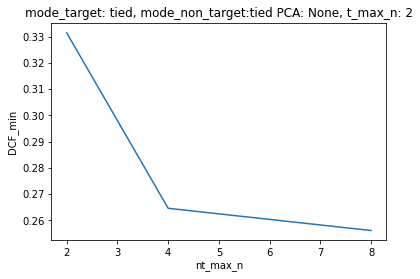 mode_target: tied, mode_non_target:tied PCA: None, t_max_n: 2
0.33
0.32
0.31
0.30
0.29
0.28
0.27
0.26
DCF_min
2 3 4 5 6 7 8
nt_max_n